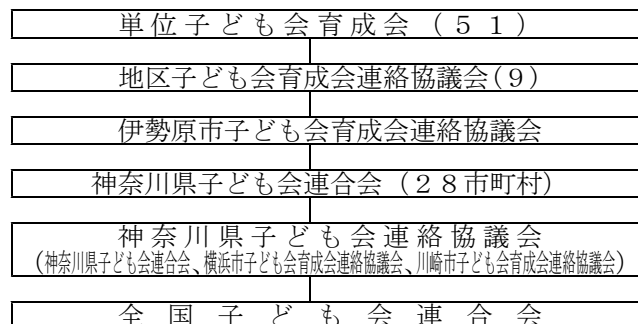 単位子ども会育成会（５１）
地区子ども会育成会連絡協議会(９)
伊勢原市子ども会育成会連絡協議会
神奈川県子ども会連合会（２８市町村）
神奈川県子ども会連絡協議会
(神奈川県子ども会連合会、横浜市子ども会育成会連絡協議会、川崎市子ども会育成会連絡協議会)
全国子ども会連合会